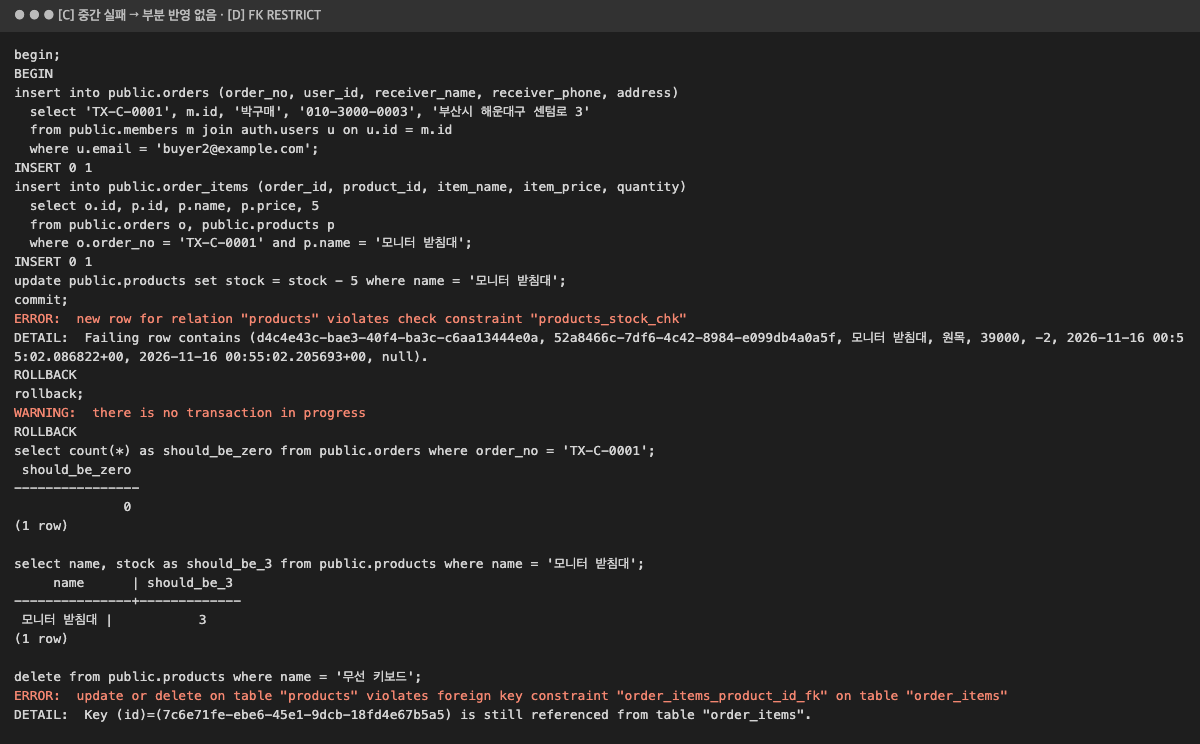 [C] 중간 실패 → 부분 반영 없음 · [D] FK RESTRICT
begin;
BEGIN
insert into public.orders (order_no, user_id, receiver_name, receiver_phone, address)
  select 'TX-C-0001', m.id, '박구매', '010-3000-0003', '부산시 해운대구 센텀로 3'
  from public.members m join auth.users u on u.id = m.id
  where u.email = 'buyer2@example.com';
INSERT 0 1
insert into public.order_items (order_id, product_id, item_name, item_price, quantity)
  select o.id, p.id, p.name, p.price, 5
  from public.orders o, public.products p
  where o.order_no = 'TX-C-0001' and p.name = '모니터 받침대';
INSERT 0 1
update public.products set stock = stock - 5 where name = '모니터 받침대';
commit;
ERROR:  new row for relation "products" violates check constraint "products_stock_chk"
DETAIL:  Failing row contains (d4c4e43c-bae3-40f4-ba3c-c6aa13444e0a, 52a8466c-7df6-4c42-8984-e099db4a0a5f, 모니터 받침대, 원목, 39000, -2, 2026-11-16 00:5
5:02.086822+00, 2026-11-16 00:55:02.205693+00, null).
ROLLBACK
rollback;
WARNING:  there is no transaction in progress
ROLLBACK
select count(*) as should_be_zero from public.orders where order_no = 'TX-C-0001';
 should_be_zero
----------------
              0
(1 row)

select name, stock as should_be_3 from public.products where name = '모니터 받침대';
     name      | should_be_3
---------------+-------------
 모니터 받침대 |           3
(1 row)

delete from public.products where name = '무선 키보드';
ERROR:  update or delete on table "products" violates foreign key constraint "order_items_product_id_fk" on table "order_items"
DETAIL:  Key (id)=(7c6e71fe-ebe6-45e1-9dcb-18fd4e67b5a5) is still referenced from table "order_items".